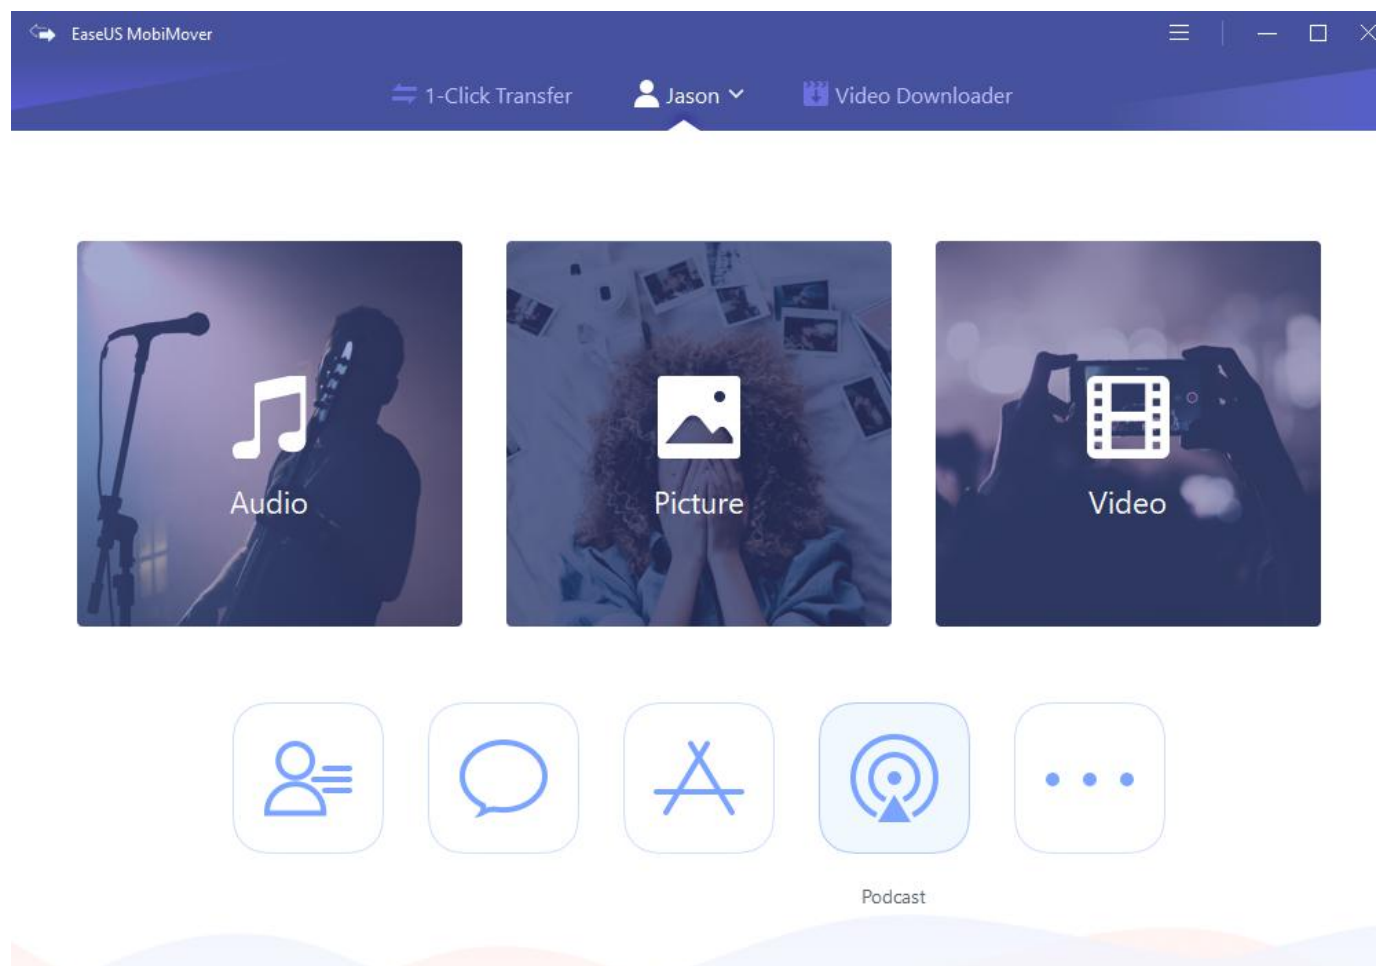 EaseUS MobiMover
1-Click Transfer
Jason
Video Downloader
Audio
Picture
Video
Podcast